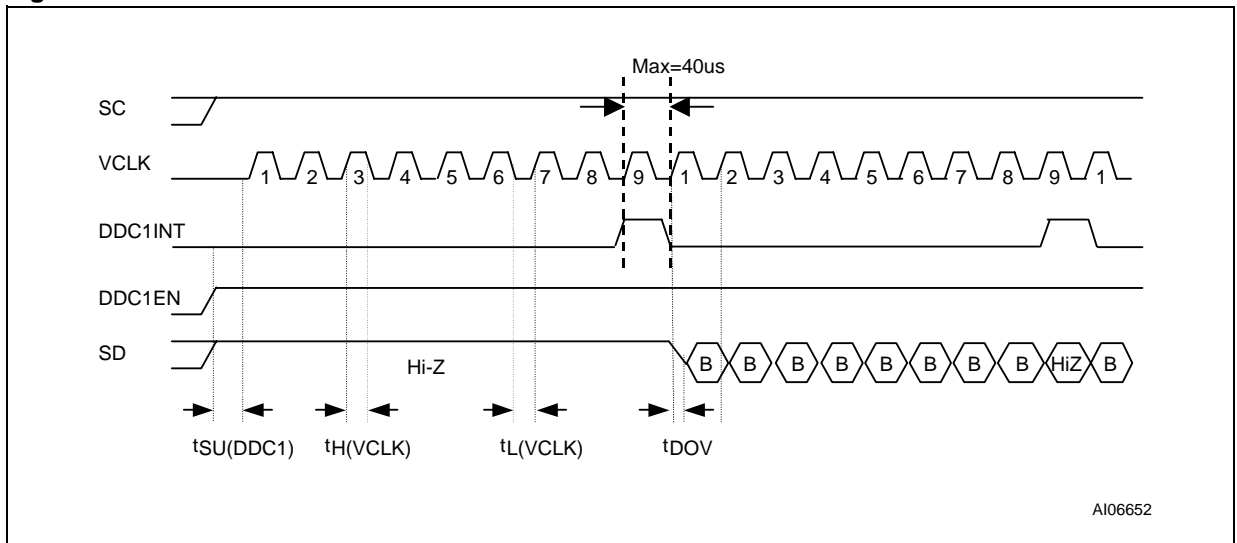 Max=40us
SC
VCLK
1 2 3 4 5 6 7 8 9 1 2 3 4 5 6 7 8 9 1
DDC1INT
DDC1EN
SD
Hi-Z
B B B B B B B B HiZ B
tSU(DDC1) tH(VCLK) tL(VCLK) tDOV
AI06652